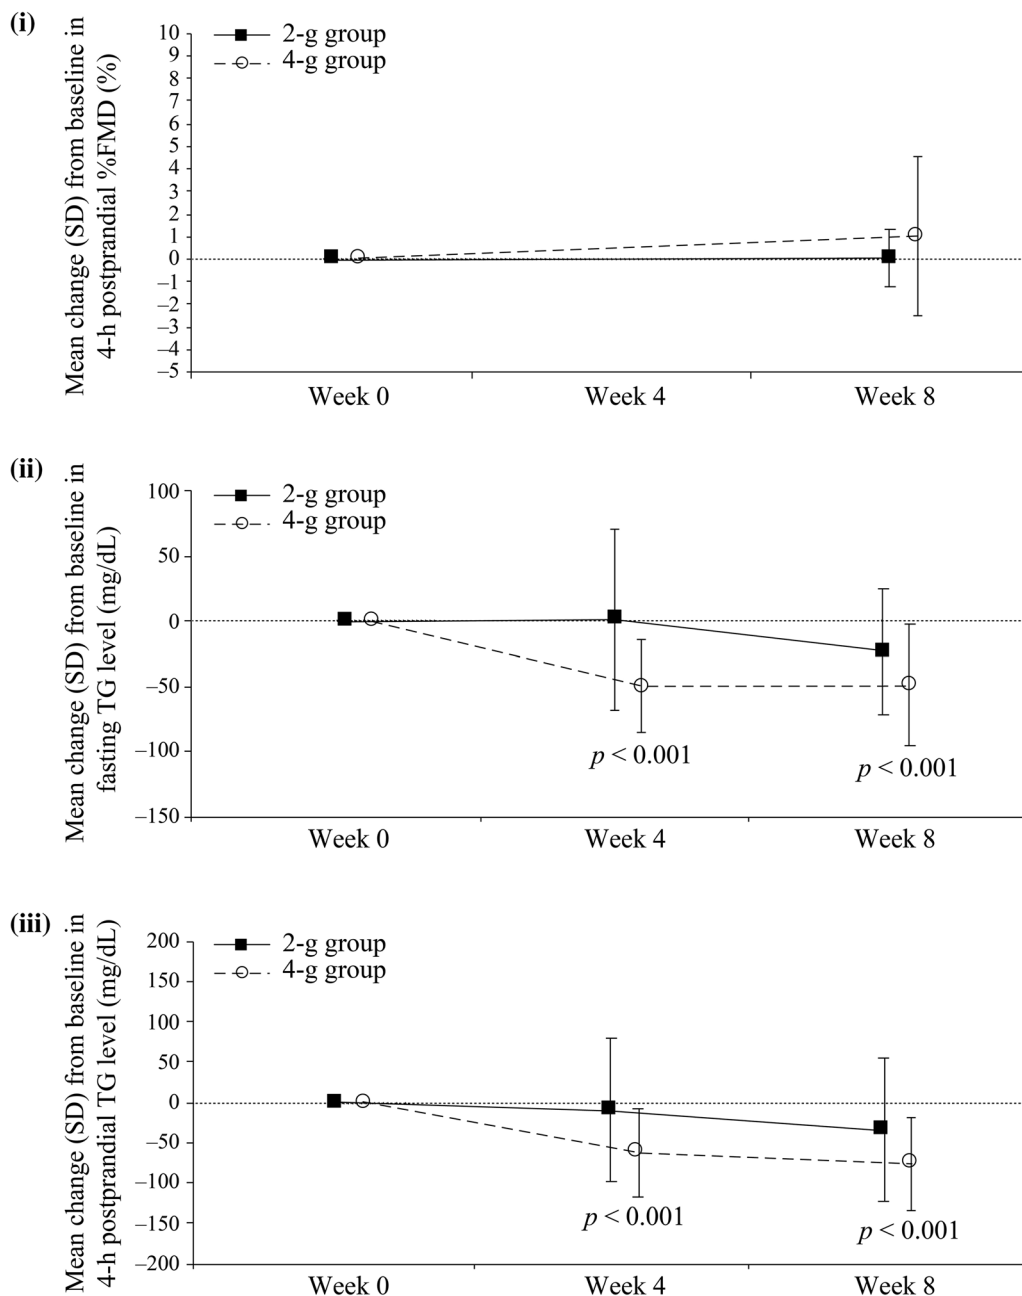 (i)
Mean change (SD) from baseline in
4-h postprandial %FMD (%)
10
9
8
7
6
5
4
3
2
1
0
–1
–2
–3
–4
–5
2-g group
4-g group
Week 0 Week 4 Week 8
(ii)
Mean change (SD) from baseline in
fasting TG level (mg/dL)
100
50
0
–50
–100
–150
2-g group
4-g group
p < 0.001
p < 0.001
Week 0 Week 4 Week 8
(iii)
Mean change (SD) from baseline in
4-h postprandial TG level (mg/dL)
200
150
100
50
0
–50
–100
–150
–200
2-g group
4-g group
p < 0.001
p < 0.001
Week 0 Week 4 Week 8